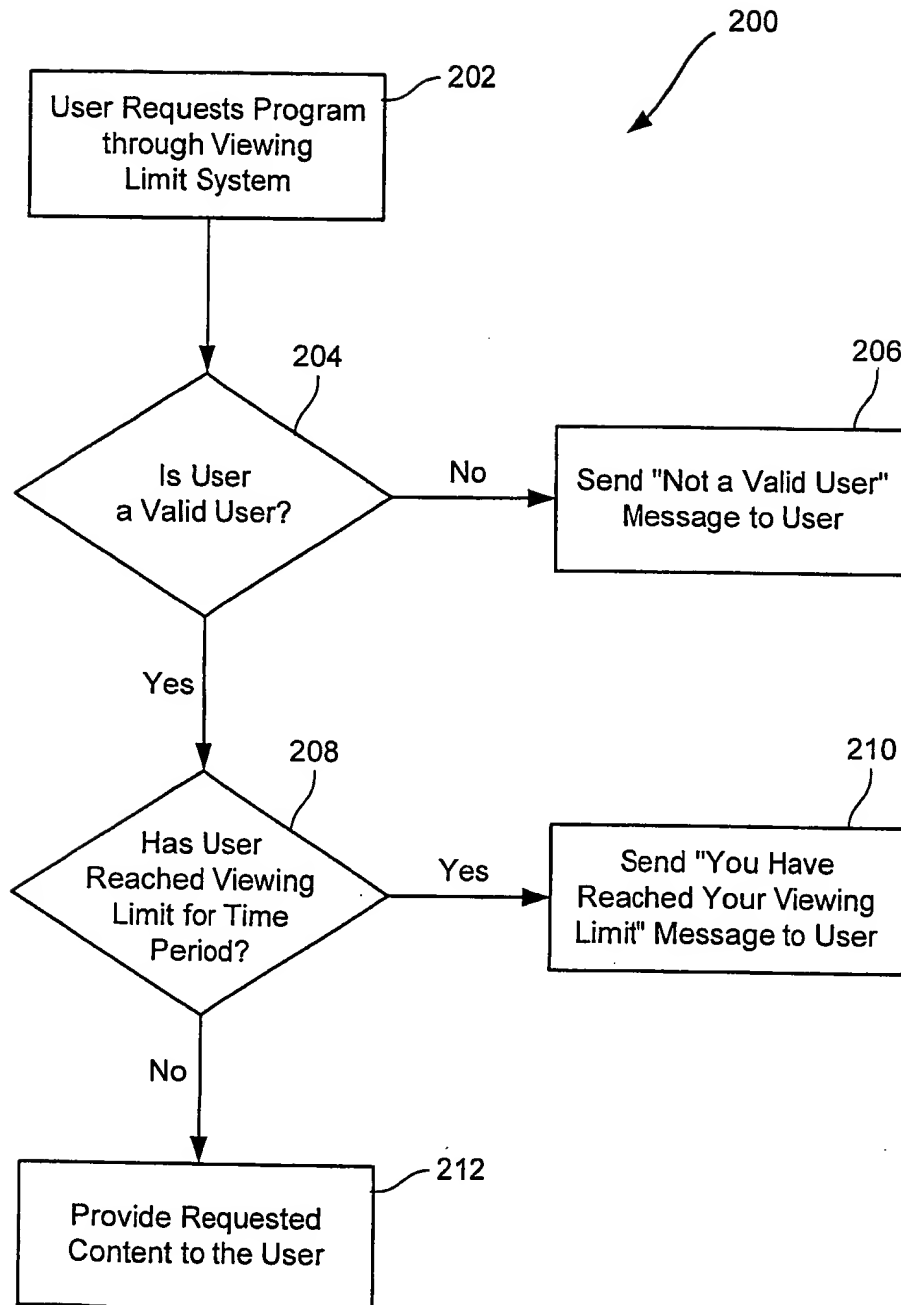 200
202
User Requests Program
through Viewing
Limit System
204
Is User
a Valid User?
No
206
Send "Not a Valid User"
Message to User
Yes
208
Has User
Reached Viewing
Limit for Time
Period?
Yes
210
Send "You Have
Reached Your Viewing
Limit" Message to User
No
212
Provide Requested
Content to the User